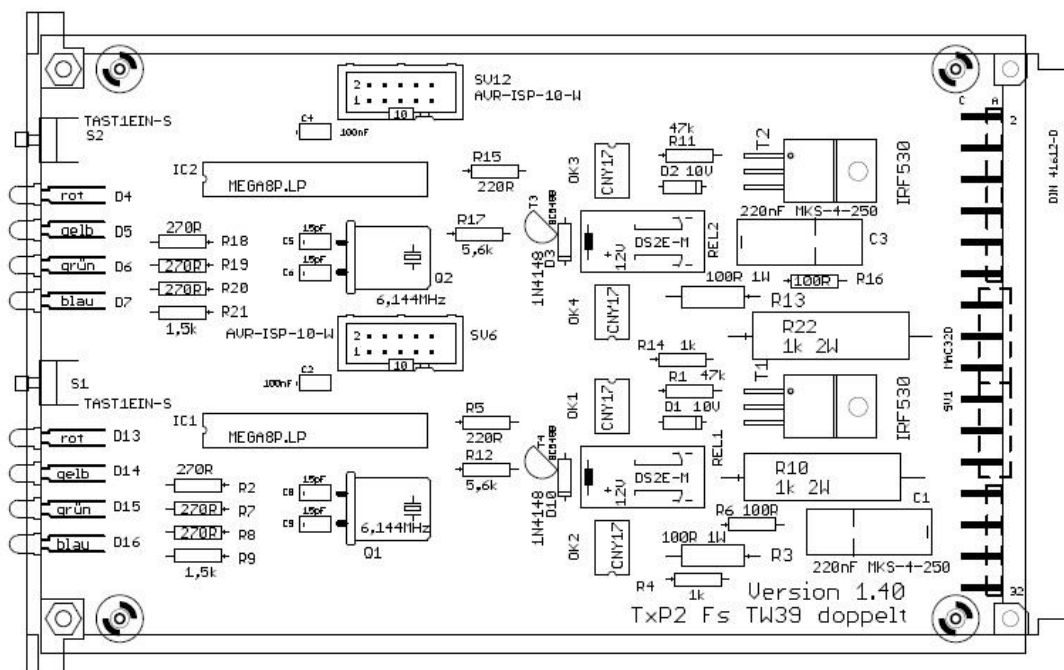 SV12
AVR-ISP-10-W
2
1
10
C4
100nF
TAST1EIN-S
S2
IC2
MEGA8P.LP
R15
220R
R17
5,6k
T3
BC546B
OK3
CNY17
47k
R11
D2 10V
T2
IRF530
220nF MKS-4-250
C3
C A
2
DIN 41612-D
rot D4
gelb D5
grün D6
blau D7
270R
R18
270R
R19
270R
R20
R21
1,5k
C5
15pF
C6
15pF
Q2
6,144MHz
1N4148
D3
+
12V
DS2E-M
REL2
OK4
CNY17
100R 1W
R13
100R
R16
R22
1k 2W
AVR-ISP-10-W
2
1
10
SV6
C2
100nF
R14 1k
R1 47k
D1 10V
T1
IRF530
MAC32D
SV1
S1
TAST1EIN-S
IC1
MEGA8P.LP
R5
220R
R12
5,6k
T4
BC546B
OK1
CNY17
rot D13
gelb D14
grün D15
blau D16
270R
R2
270R
R7
270R
R8
R9
1,5k
C8
15pF
C9
15pF
6,144MHz
Q1
1N4148
D10
+
12V
DS2E-M
REL1
R10
1k 2W
OK2
CNY17
R6 100R
100R 1W
R3
R4
1k
C1
220nF MKS-4-250
32
Version 1.40
TxP2 Fs TW39 doppelt